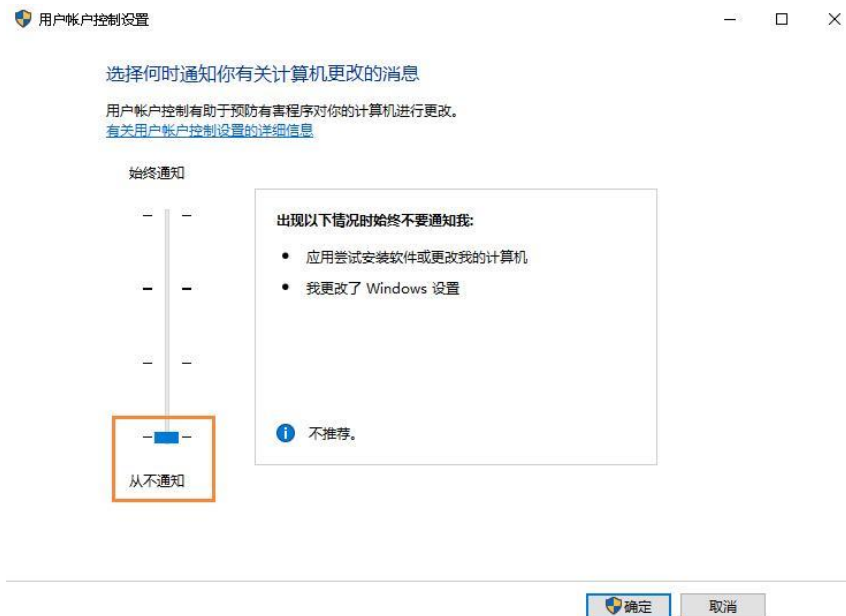 用户帐户控制设置
选择何时通知你有关计算机更改的消息
用户帐户控制有助于预防有害程序对你的计算机进行更改。
有关用户帐户控制设置的详细信息
始终通知
出现以下情况时始终不要通知我:
• 应用尝试安装软件或更改我的计算机
• 我更改了 Windows 设置
不推荐。
从不通知
确定
取消